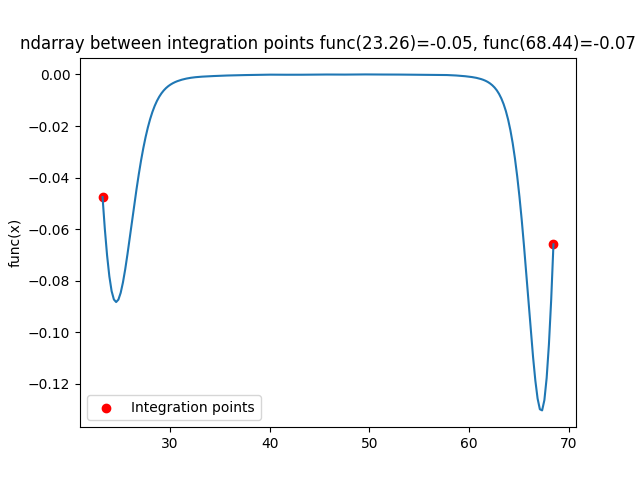 ndarray between integration points func(23.26)=-0.05, func(68.44)=-0.07
0.00
−0.02
−0.04
−0.06
−0.08
−0.10
−0.12
func(x)
Integration points
30 40 50 60 70